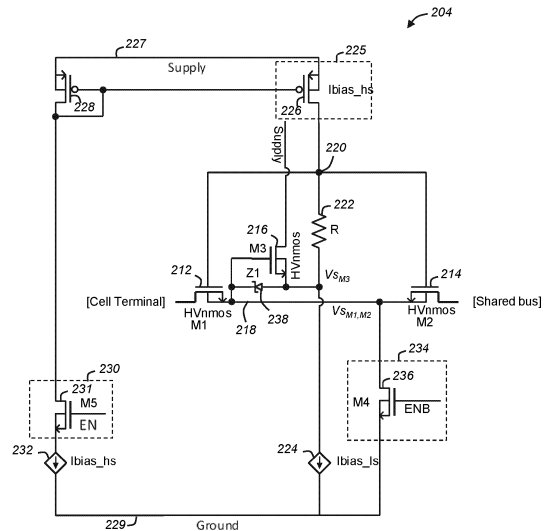 204
227
225
Supply
Ibias_hs
228
226
Supply
220
216
222
M3
HVnmos
R
212
Z1
VsM3
214
[Cell Terminal]
[Shared bus]
HVnmos
M1
218
238
VsM1,M2
HVnmos
M2
230
234
231
M5
236
EN
M4
ENB
232
Ibias_hs
224
Ibias_ls
229
Ground